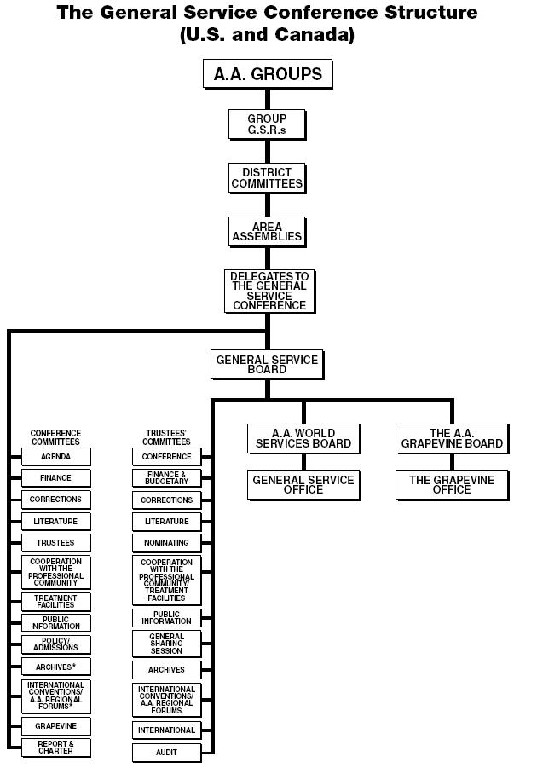 The General Service Conference Structure
(U.S. and Canada)
A.A. GROUPS
GROUP
G.S.R.s
DISTRICT
COMMITTEES
AREA
ASSEMBLIES
DELEGATES TO
THE GENERAL
SERVICE
CONFERENCE
GENERAL SERVICE
BOARD
A.A. WORLD
SERVICES BOARD
THE A.A.
GRAPEVINE BOARD
GENERAL SERVICE
OFFICE
THE GRAPEVINE
OFFICE
CONFERENCE
COMMITTEES
AGENDA
FINANCE
CORRECTIONS
LITERATURE
TRUSTEES
COOPERATION
WITH THE
PROFESSIONAL
COMMUNITY
TREATMENT
FACILITIES
PUBLIC
INFORMATION
POLICY/
ADMISSIONS
ARCHIVES*
INTERNATIONAL
CONVENTIONS/
A.A. REGIONAL
FORUMS*
GRAPEVINE
REPORT &
CHARTER
TRUSTEES'
COMMITTEES
CONFERENCE
FINANCE &
BUDGETARY
CORRECTIONS
LITERATURE
NOMINATING
COOPERATION
WITH THE
PROFESSIONAL
COMMUNITY/
TREATMENT
FACILITIES
PUBLIC
INFORMATION
GENERAL
SHARING
SESSION
ARCHIVES
INTERNATIONAL
CONVENTIONS/
A.A. REGIONAL
FORUMS
INTERNATIONAL
AUDIT